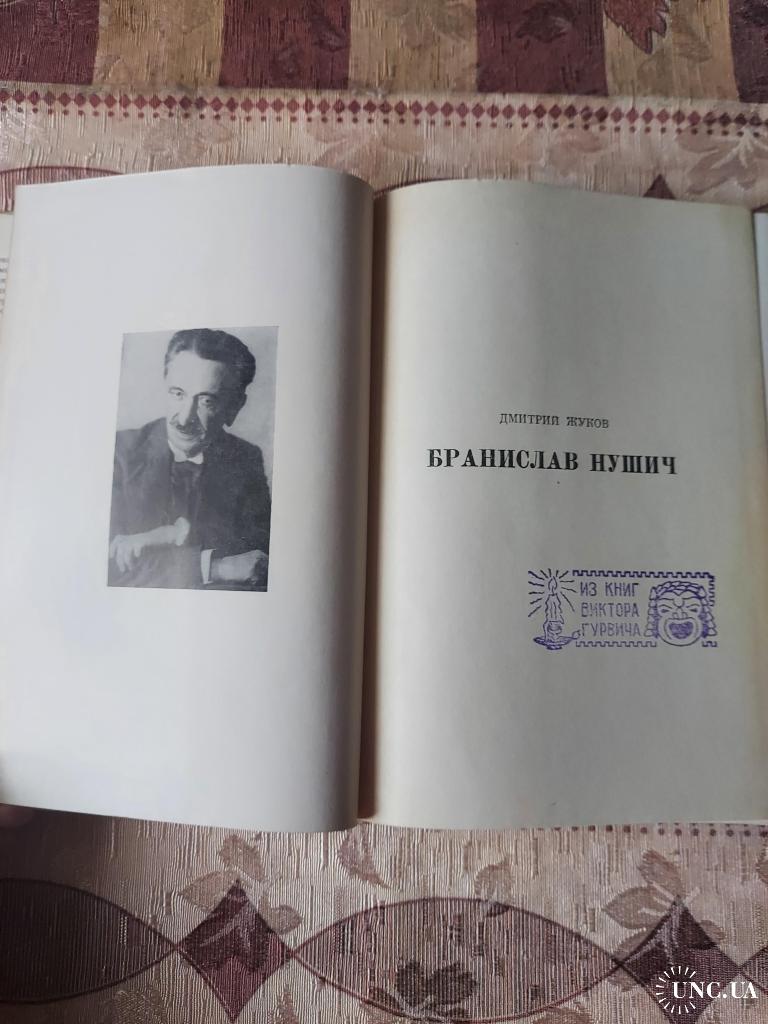 ДМИТРИЙ ЖУКОВ
БРАНИСЛАВ НУШИЧ
ИЗ КНИГ
ВИКТОРА
ГУРВИЧА
UNC.UA